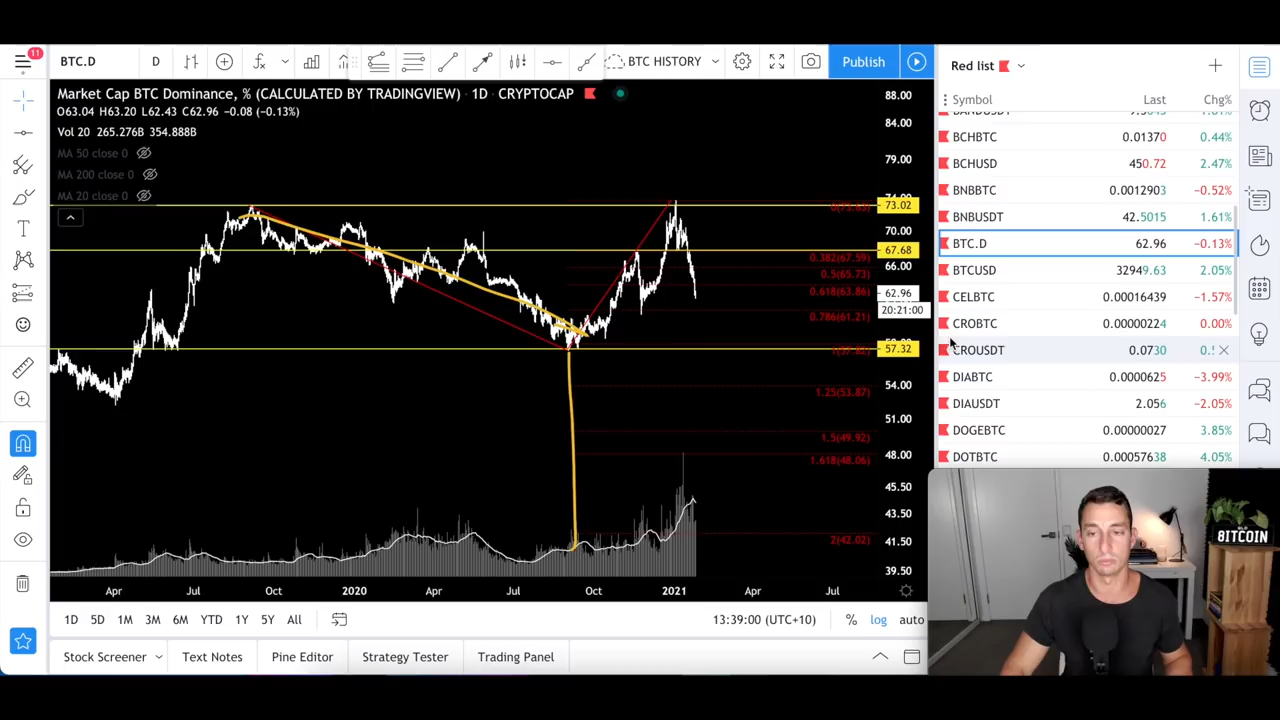 11
BTC.D
D
BTC HISTORY
Publish
Red list
Market Cap BTC Dominance, % (CALCULATED BY TRADINGVIEW) · 1D · CRYPTOCAP
O63.04 H63.20 L62.43 C62.96 −0.08 (−0.13%)
Vol 20 265.276B 354.888B
MA 50 close 0
MA 200 close 0
MA 20 close 0
88.00
84.00
79.00
73.02
70.00
67.68
66.00
62.96
20:21:00
57.32
54.00
51.00
48.00
45.50
43.50
41.50
39.50
0.382(67.59)
0.5(65.73)
0.618(63.86)
0.786(61.21)
1.25(53.87)
1.5(49.92)
1.618(48.06)
2(42.02)
Apr Jul Oct 2020 Apr Jul Oct 2021 Apr Jul
1D 5D 1M 3M 6M YTD 1Y 5Y All
13:39:00 (UTC+10) % log auto
Stock Screener Text Notes Pine Editor Strategy Tester Trading Panel
Symbol Last Chg%
BCHBTC 0.01370 0.44%
BCHUSD 450.72 2.47%
BNBBTC 0.0012903 −0.52%
BNBUSDT 42.5015 1.61%
BTC.D 62.96 −0.13%
BTCUSD 32949.63 2.05%
CELBTC 0.00016439 −1.57%
CROBTC 0.00000224 0.00%
CROUSDT 0.0730
DIABTC 0.0000625 −3.99%
DIAUSDT 2.056 −2.05%
DOGEBTC 0.00000027 3.85%
DOTBTC 0.00057638 4.05%
BITCOIN